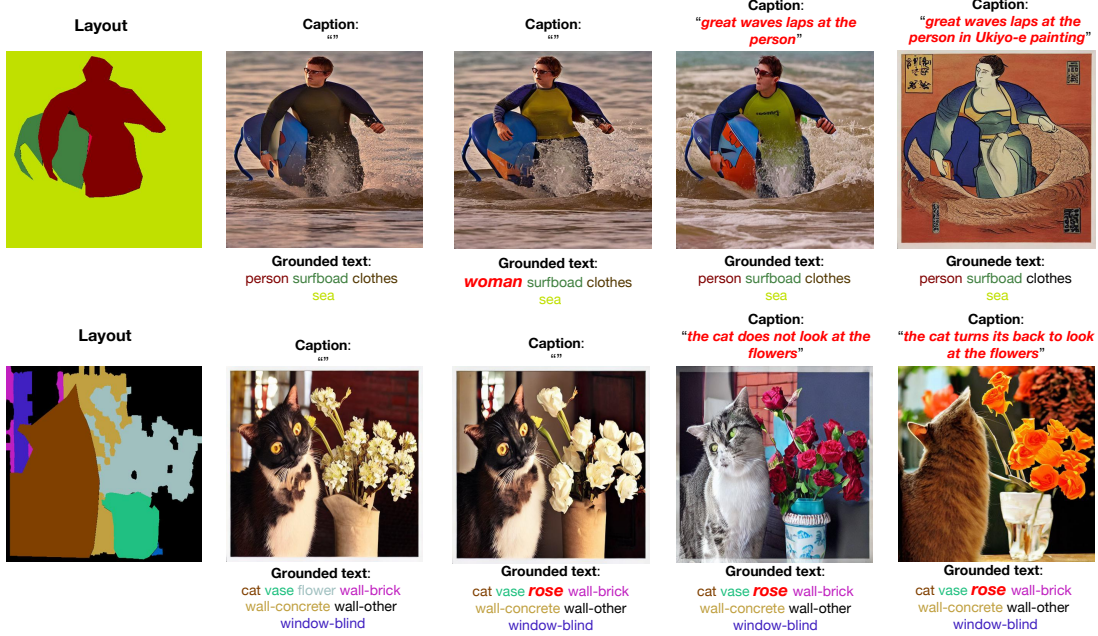 Layout
Caption:
“”
Caption:
“”
Caption:
“great waves laps at the
person”
Caption:
“great waves laps at the
person in Ukiyo-e painting”
Grounded text:
person surfboad clothes
sea
Grounded text:
woman surfboad clothes
sea
Grounded text:
person surfboad clothes
sea
Grounede text:
person surfboad clothes
sea
Layout
Caption:
“”
Caption:
“”
Caption:
“the cat does not look at the
flowers”
Caption:
“the cat turns its back to look
at the flowers”
Grounded text:
cat vase flower wall-brick
wall-concrete wall-other
window-blind
Grounded text:
cat vase rose wall-brick
wall-concrete wall-other
window-blind
Grounded text:
cat vase rose wall-brick
wall-concrete wall-other
window-blind
Grounded text:
cat vase rose wall-brick
wall-concrete wall-other
window-blind